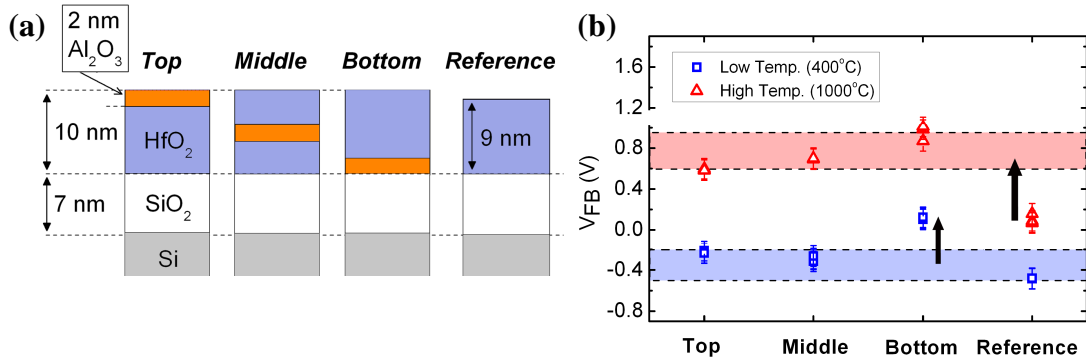 (a)
2 nm
Al₂O₃
Top Middle Bottom Reference
10 nm
HfO₂
9 nm
7 nm
SiO₂
Si
(b)
Low Temp. (400°C)
High Temp. (1000°C)
V_FB (V)
1.8
1.2
0.8
0.4
0.0
-0.4
-0.8
Top Middle Bottom Reference